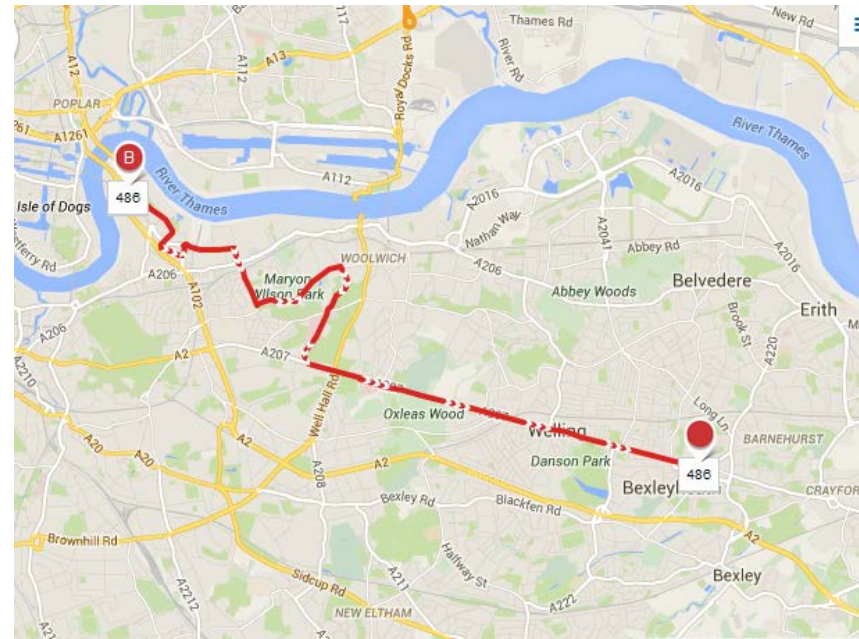 Thames Rd
New Rd
A12
A13
River Rd
A112
Royal Docks Rd
POPLAR
A1261
River Thames
B
A112
486
River Thames
Isle of Dogs
A2016
A2016
Nathan Way
A2041
Abbey Rd
WOOLWICH
A206
A206
A2016
Maryon
Wilson Park
Belvedere
Abbey Woods
A102
Erith
Brook St
A206
A220
A2
A207
A2210
Well Hall Rd
Oxleas Wood
Long Ln
Welling
A20
BARNEHURST
Danson Park
A2
486
A20
Bexley
CRAYFOR
A208
Bexley Rd
Blackfen Rd
A2
Brownhill Rd
Halfway St
Bexley
A2212
Sidcup Rd
A211
A222
NEW ELTHAM